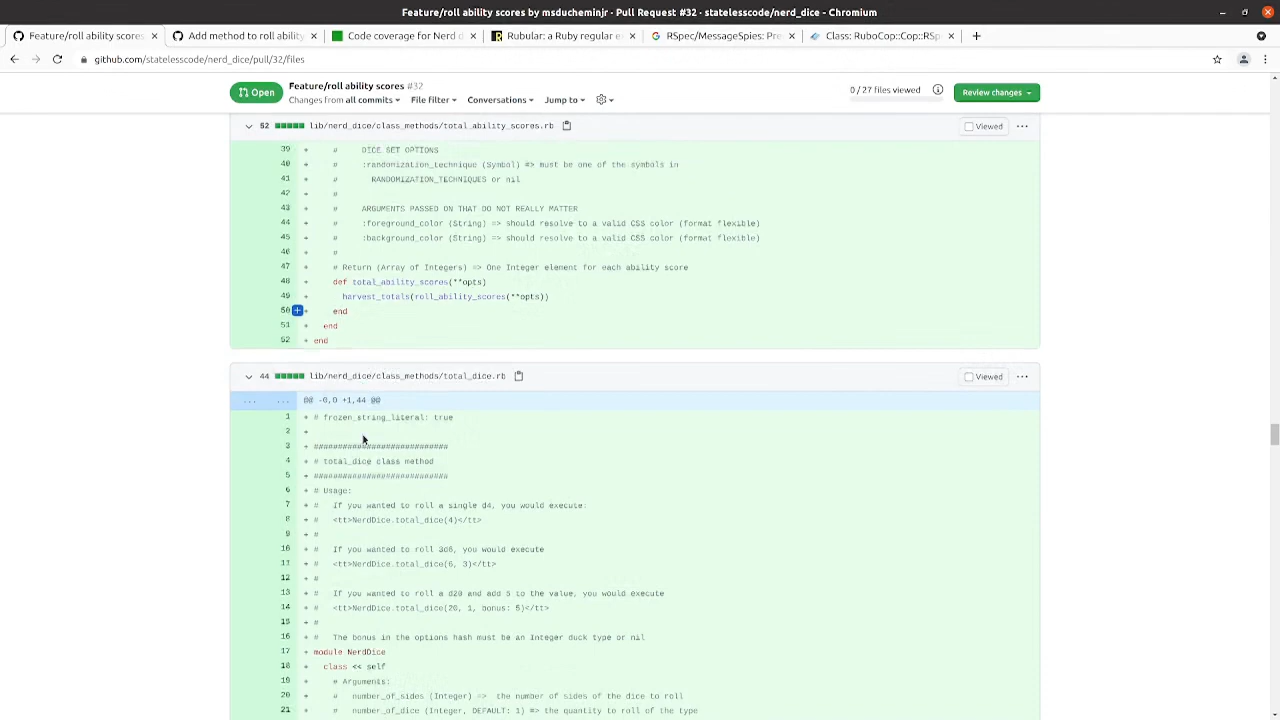 Feature/roll ability scores by msducheminjr - Pull Request #32 - statelesscode/nerd_dice - Chromium
Feature/roll ability scores
Add method to roll ability
Code coverage for Nerd d
Rubular: a Ruby regular e
RSpec/MessageSpies: Pre
Class: RuboCop::Cop::RSp
github.com/statelesscode/nerd_dice/pull/32/files
Open
Feature/roll ability scores #32
Changes from all commits
File filter
Conversations
Jump to
0 / 27 files viewed
Review changes
52 lib/nerd_dice/class_methods/total_ability_scores.rb
Viewed
39 + # DICE SET OPTIONS
40 + # :randomization_technique (Symbol) => must be one of the symbols in
41 + # RANDOMIZATION_TECHNIQUES or nil
42 + #
43 + # ARGUMENTS PASSED ON THAT DO NOT REALLY MATTER
44 + # :foreground_color (String) => should resolve to a valid CSS color (format flexible)
45 + # :background_color (String) => should resolve to a valid CSS color (format flexible)
46 + #
47 + # Return (Array of Integers) => One Integer element for each ability score
48 + def total_ability_scores(**opts)
49 + harvest_totals(roll_ability_scores(**opts))
50 + end
51 + end
52 + end
44 lib/nerd_dice/class_methods/total_dice.rb
Viewed
... ... @@ -0,0 +1,44 @@
1 + # frozen_string_literal: true
2 +
3 + ############################
4 + # total_dice class method
5 + ############################
6 + # Usage:
7 + # If you wanted to roll a single d4, you would execute:
8 + # <tt>NerdDice.total_dice(4)</tt>
9 + #
10 + # If you wanted to roll 3d6, you would execute
11 + # <tt>NerdDice.total_dice(6, 3)</tt>
12 + #
13 + # If you wanted to roll a d20 and add 5 to the value, you would execute
14 + # <tt>NerdDice.total_dice(20, 1, bonus: 5)</tt>
15 + #
16 + # The bonus in the options hash must be an Integer duck type or nil
17 + module NerdDice
18 + class << self
19 + # Arguments:
20 + # number_of_sides (Integer) => the number of sides of the dice to roll
21 + # number_of_dice (Integer, DEFAULT: 1) => the quantity to roll of the type